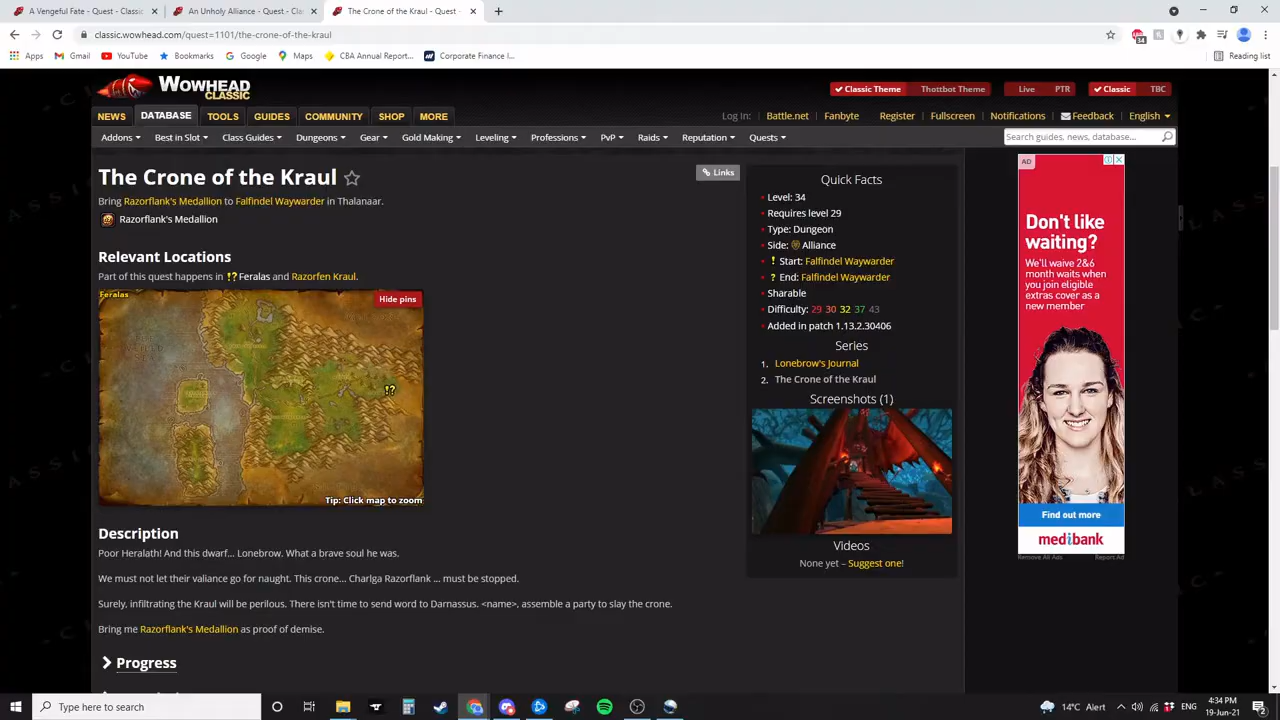 A Vengeful Fate - Quest - Classic
An Unholy Alliance - Quest - Cla
The Crone of the Kraul - Quest -
classic.wowhead.com/quest=1101/the-crone-of-the-kraul
34
Apps
Gmail
YouTube
WowHead
Google
Maps
CBA Annual Report...
Corporate Finance I...
Reading list
WOWHEAD
CLASSIC
Classic Theme
Thottbot Theme
Live
PTR
Classic
TBC
NEWS
DATABASE
TOOLS
GUIDES
COMMUNITY
SHOP
MORE
Log In:
Battle.net
Fanbyte
Register
Fullscreen
Notifications
Feedback
English
Addons
Best in Slot
Class Guides
Dungeons
Gear
Gold Making
Leveling
Professions
PvP
Raids
Reputation
Quests
Search guides, news, database...
The Crone of the Kraul
Links
Bring Razorflank's Medallion to Falfindel Waywarder in Thalanaar.
Razorflank's Medallion
Relevant Locations
Part of this quest happens in !? Feralas and Razorfen Kraul.
Feralas
Hide pins
!?
Tip: Click map to zoom
Description
Poor Heralath! And this dwarf... Lonebrow. What a brave soul he was.
We must not let their valiance go for naught. This crone... Charlga Razorflank ... must be stopped.
Surely, infiltrating the Kraul will be perilous. There isn't time to send word to Darnassus. <name>, assemble a party to slay the crone.
Bring me Razorflank's Medallion as proof of demise.
Progress
Quick Facts
Level: 34
Requires level 29
Type: Dungeon
Side: Alliance
! Start: Falfindel Waywarder
? End: Falfindel Waywarder
Sharable
Difficulty: 29 30 32 37 43
Added in patch 1.13.2.30406
Series
1. Lonebrow's Journal
2. The Crone of the Kraul
Screenshots (1)
Videos
None yet – Suggest one!
AD
Don't like
waiting?
We'll waive 2&6
month waits when
you join eligible
extras cover as a
new member
Find out more
medibank
Remove All Ads
Report Ad
Type here to search
14°C Alert
ENG
4:34 PM
19-Jun-21
2